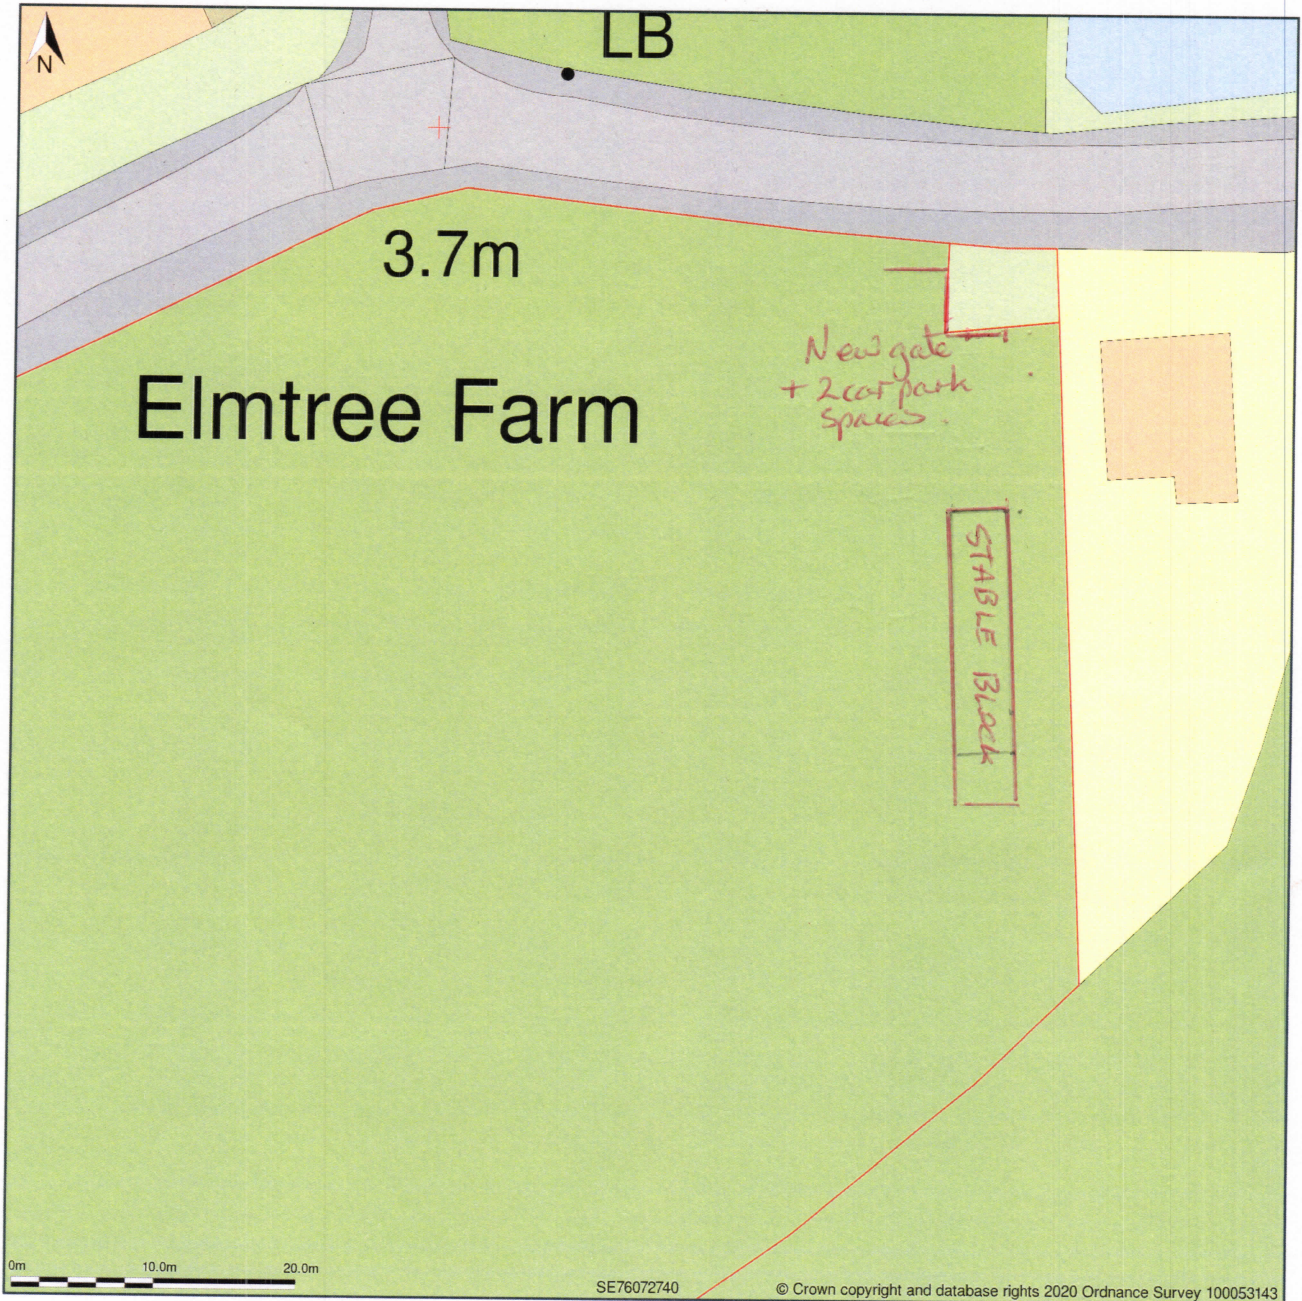 LB
N
3.7m
Elmtree Farm
New gate
+ 2 car park
spaces.
STABLE BLOCK
0m 10.0m 20.0m
SE76072740
© Crown copyright and database rights 2020 Ordnance Survey 100053143